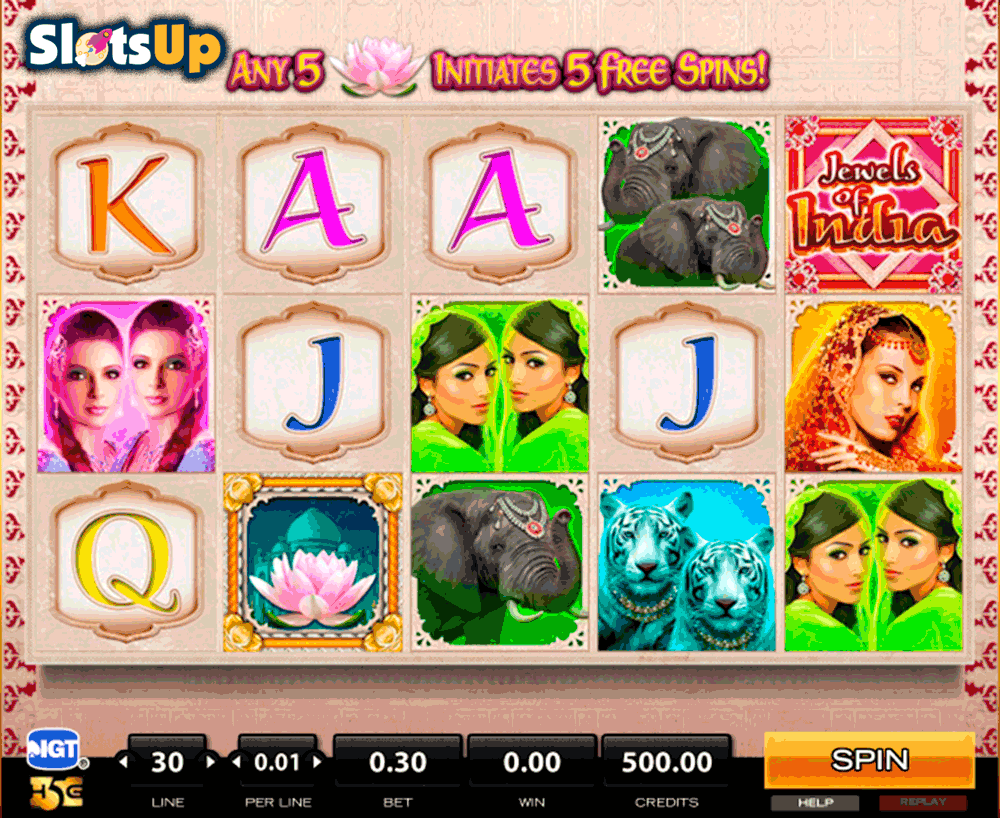 SlotsUp
ANY 5 INITIATES 5 FREE SPINS!
K A A
Jewels
of
India
J J
Q
IGT ®
30 0.01 0.30 0.00 500.00 SPIN
LINE PER LINE BET WIN CREDITS HELP REPLAY